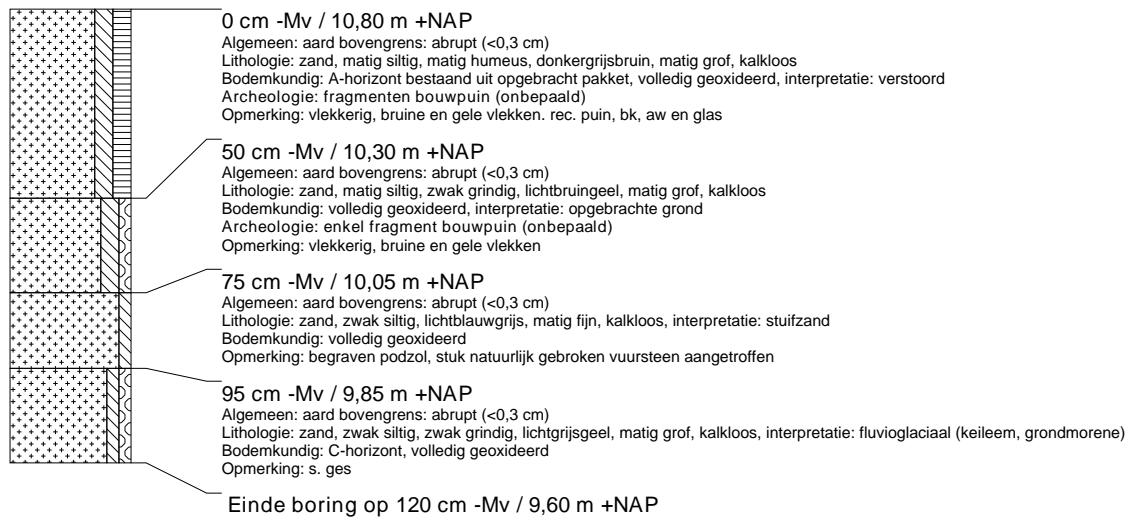 0 cm -Mv / 10,80 m +NAP
Algemeen: aard bovengrens: abrupt (<0,3 cm)
Lithologie: zand, matig siltig, matig humeus, donkergrijsbruin, matig grof, kalkloos
Bodemkundig: A-horizont bestaand uit opgebracht pakket, volledig geoxideerd, interpretatie: verstoord
Archeologie: fragmenten bouwpuin (onbepaald)
Opmerking: vlekkerig, bruine en gele vlekken. rec. puin, bk, aw en glas
50 cm -Mv / 10,30 m +NAP
Algemeen: aard bovengrens: abrupt (<0,3 cm)
Lithologie: zand, matig siltig, zwak grindig, lichtbruingeel, matig grof, kalkloos
Bodemkundig: volledig geoxideerd, interpretatie: opgebrachte grond
Archeologie: enkel fragment bouwpuin (onbepaald)
Opmerking: vlekkerig, bruine en gele vlekken
75 cm -Mv / 10,05 m +NAP
Algemeen: aard bovengrens: abrupt (<0,3 cm)
Lithologie: zand, zwak siltig, lichtblauwgrijs, matig fijn, kalkloos, interpretatie: stuifzand
Bodemkundig: volledig geoxideerd
Opmerking: begraven podzol, stuk natuurlijk gebroken vuursteen aangetroffen
95 cm -Mv / 9,85 m +NAP
Algemeen: aard bovengrens: abrupt (<0,3 cm)
Lithologie: zand, zwak siltig, zwak grindig, lichtgrijsgeel, matig grof, kalkloos, interpretatie: fluvioglaciaal (keileem, grondmorene)
Bodemkundig: C-horizont, volledig geoxideerd
Opmerking: s. ges
Einde boring op 120 cm -Mv / 9,60 m +NAP